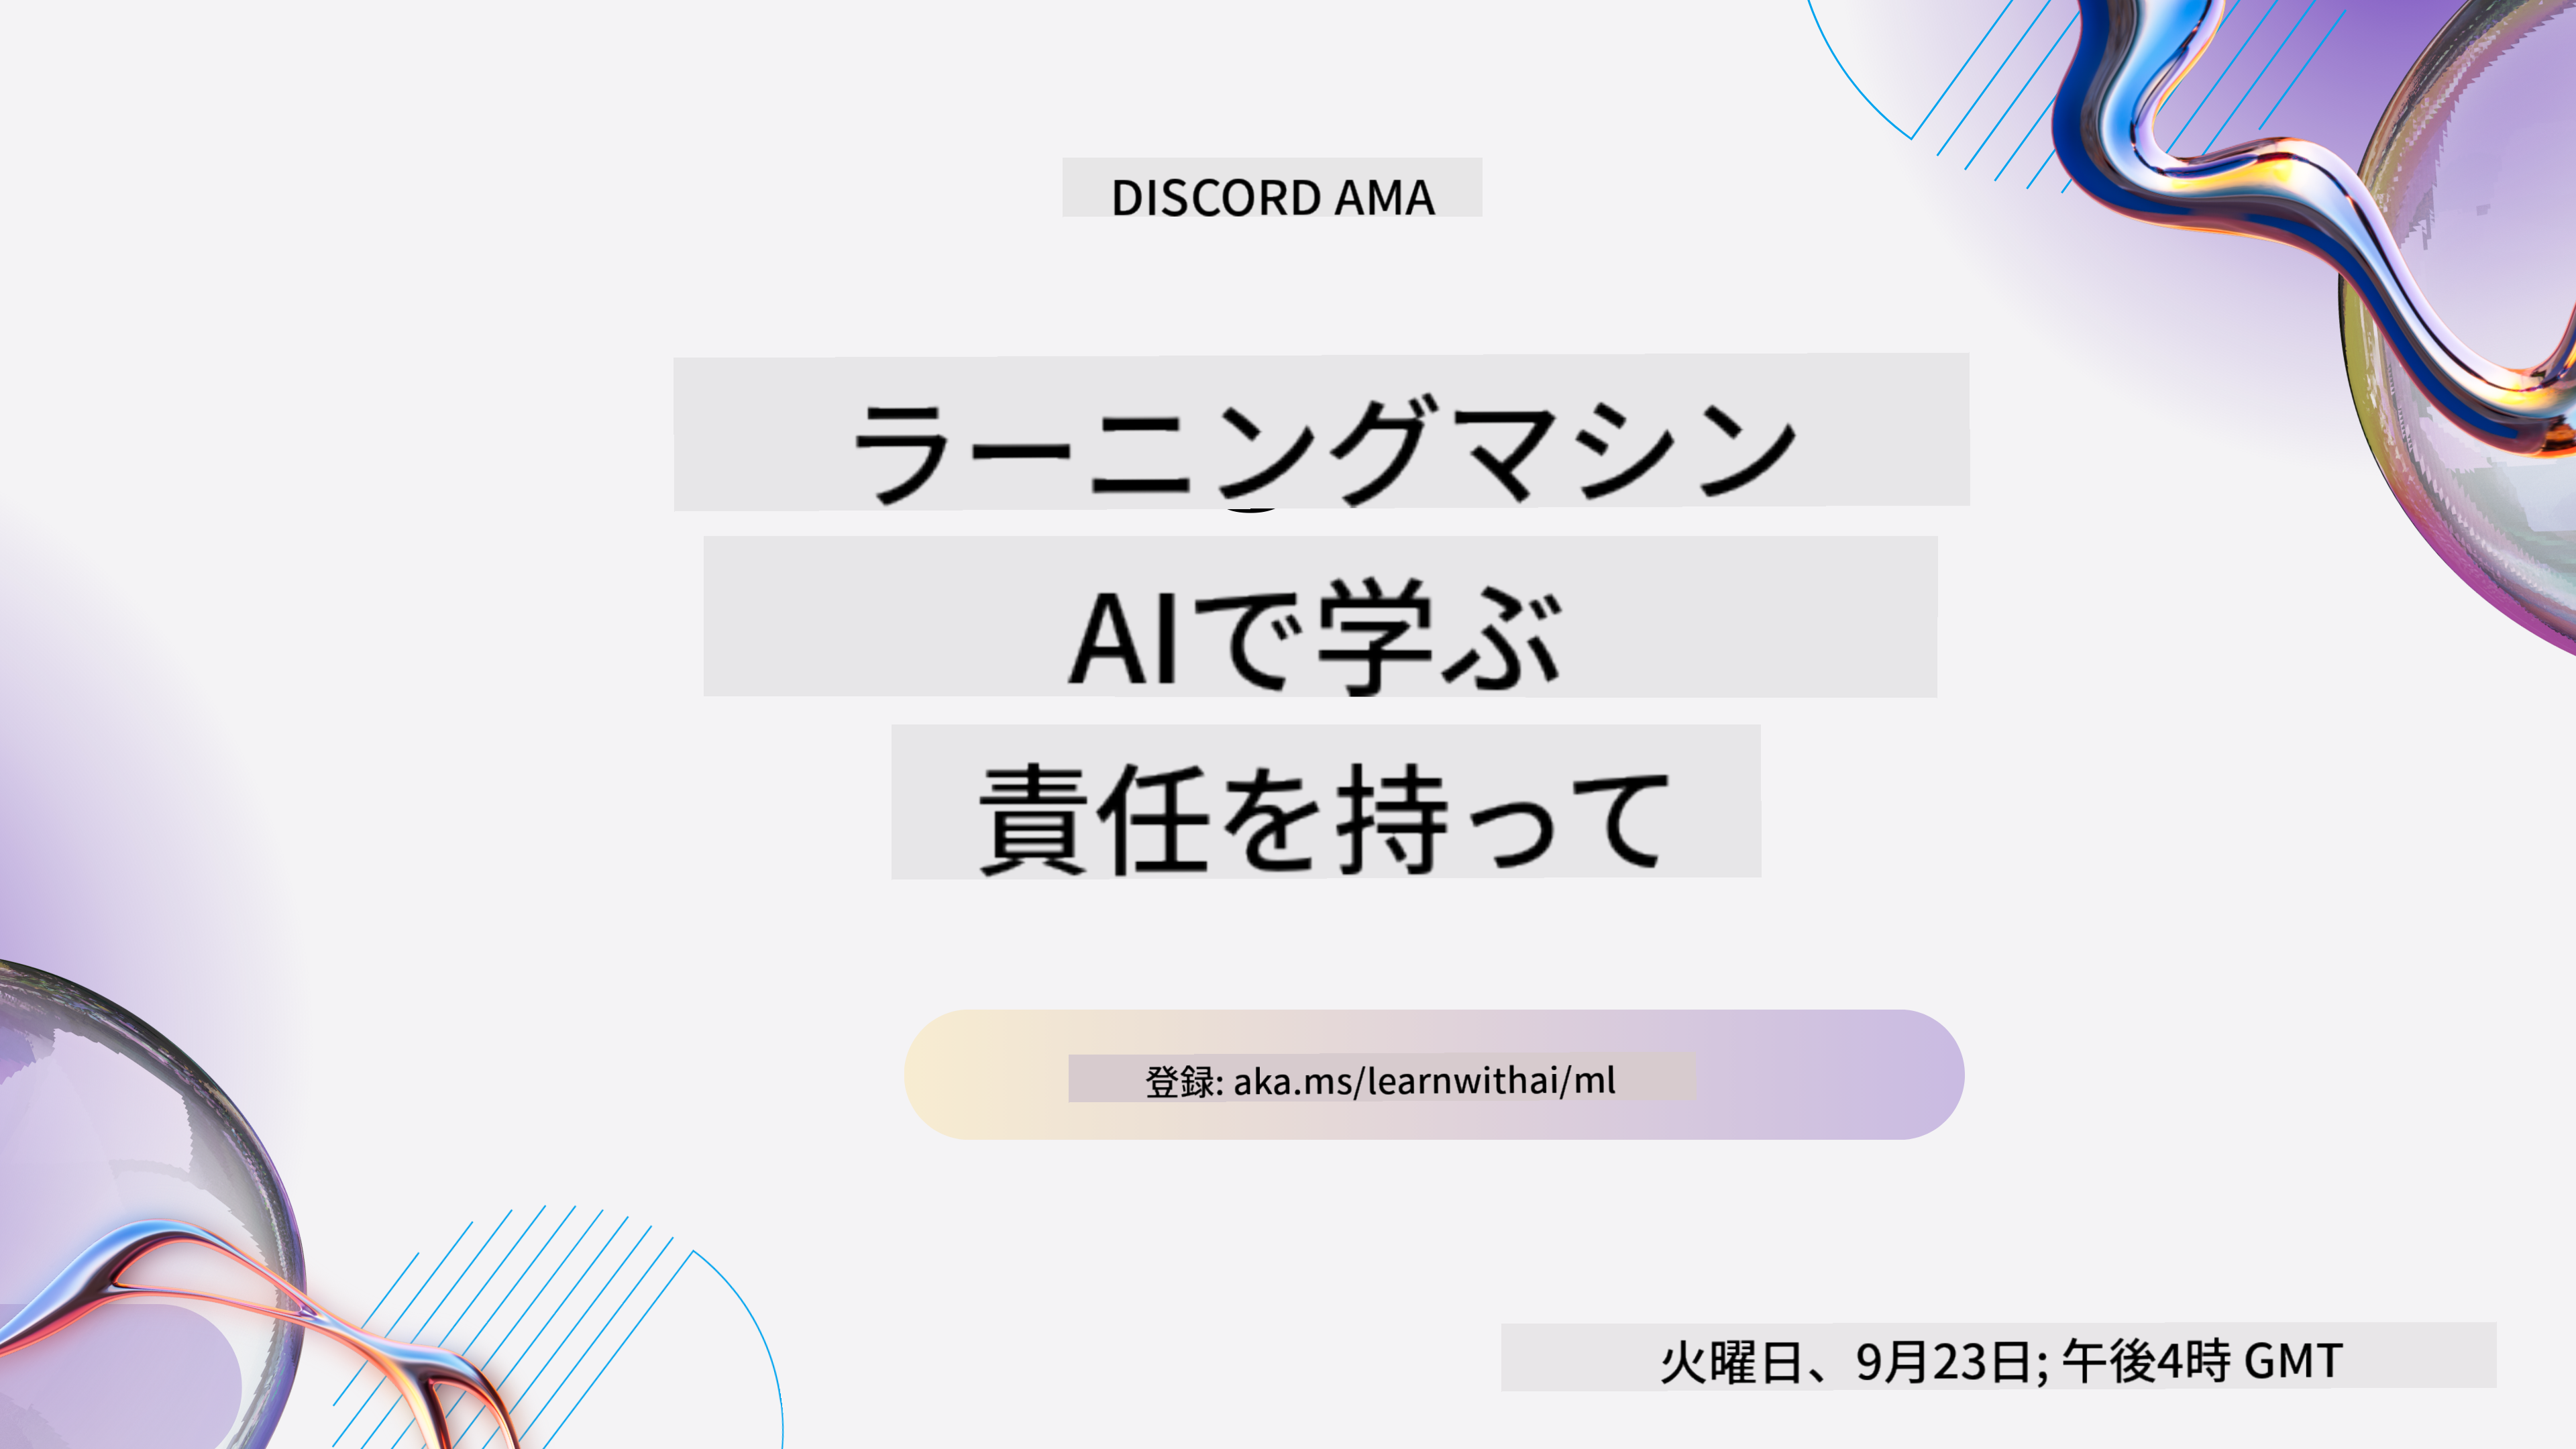 DISCORD AMA
ラーニングマシン
AIで学ぶ
責任を持って
登録: aka.ms/learnwithai/ml
火曜日、9月23日; 午後4時 GMT